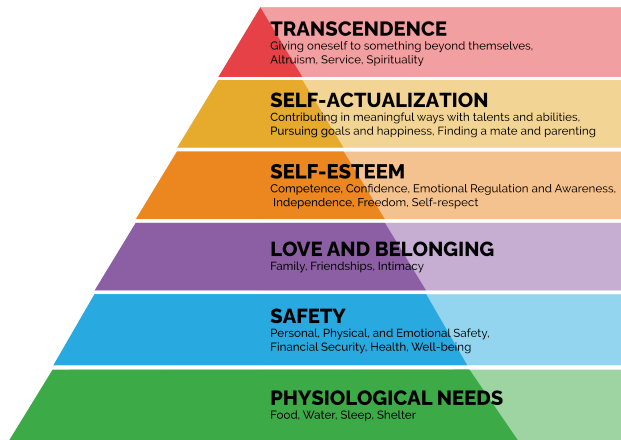 TRANSCENDENCE
Giving oneself to something beyond themselves,
Altruism, Service, Spirituality
SELF-ACTUALIZATION
Contributing in meaningful ways with talents and abilities,
Pursuing goals and happiness, Finding a mate and parenting
SELF-ESTEEM
Competence, Confidence, Emotional Regulation and Awareness,
Independence, Freedom, Self-respect
LOVE AND BELONGING
Family, Friendships, Intimacy
SAFETY
Personal, Physical, and Emotional Safety,
Financial Security, Health, Well-being
PHYSIOLOGICAL NEEDS
Food, Water, Sleep, Shelter